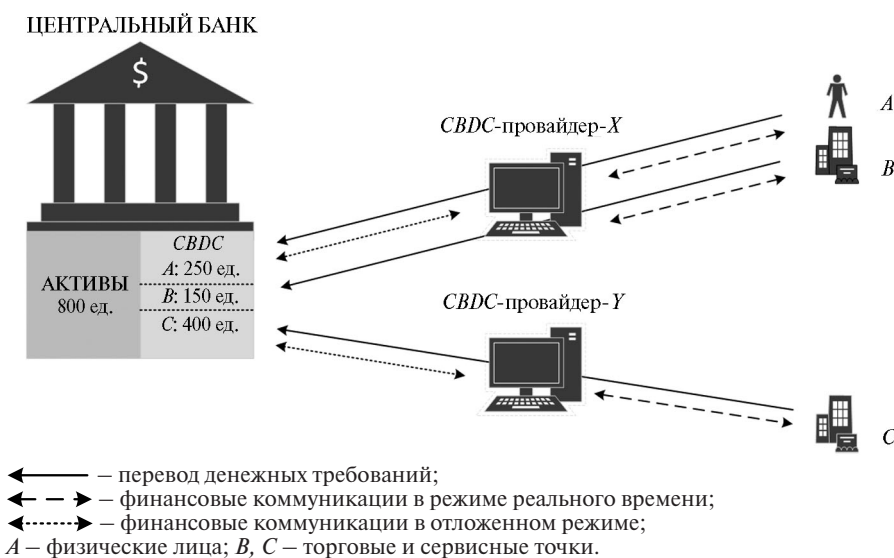 ЦЕНТРАЛЬНЫЙ БАНК
$
CBDC-провайдер-X
A
B
CBDC
АКТИВЫ
800 ед.
A: 250 ед.
B: 150 ед.
C: 400 ед.
CBDC-провайдер-Y
C
– перевод денежных требований;
– финансовые коммуникации в режиме реального времени;
– финансовые коммуникации в отложенном режиме;
A – физические лица; B, C – торговые и сервисные точки.